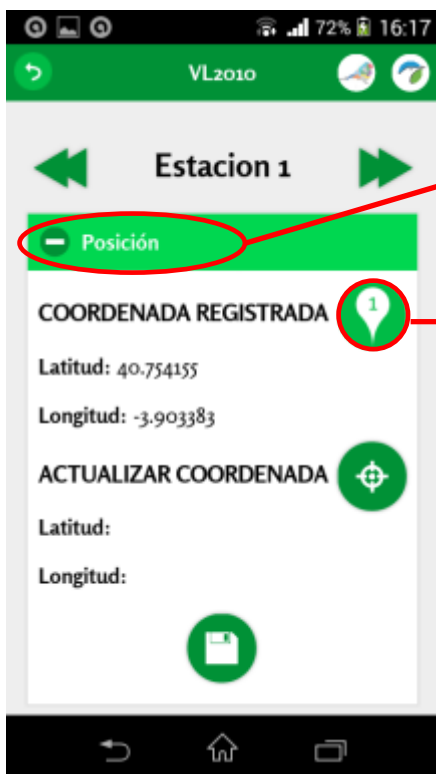 72% 16:17
VL2010
Estacion 1
Posición
COORDENADA REGISTRADA 1
Latitud: 40.754155
Longitud: -3.903383
ACTUALIZAR COORDENADA
Latitud:
Longitud: